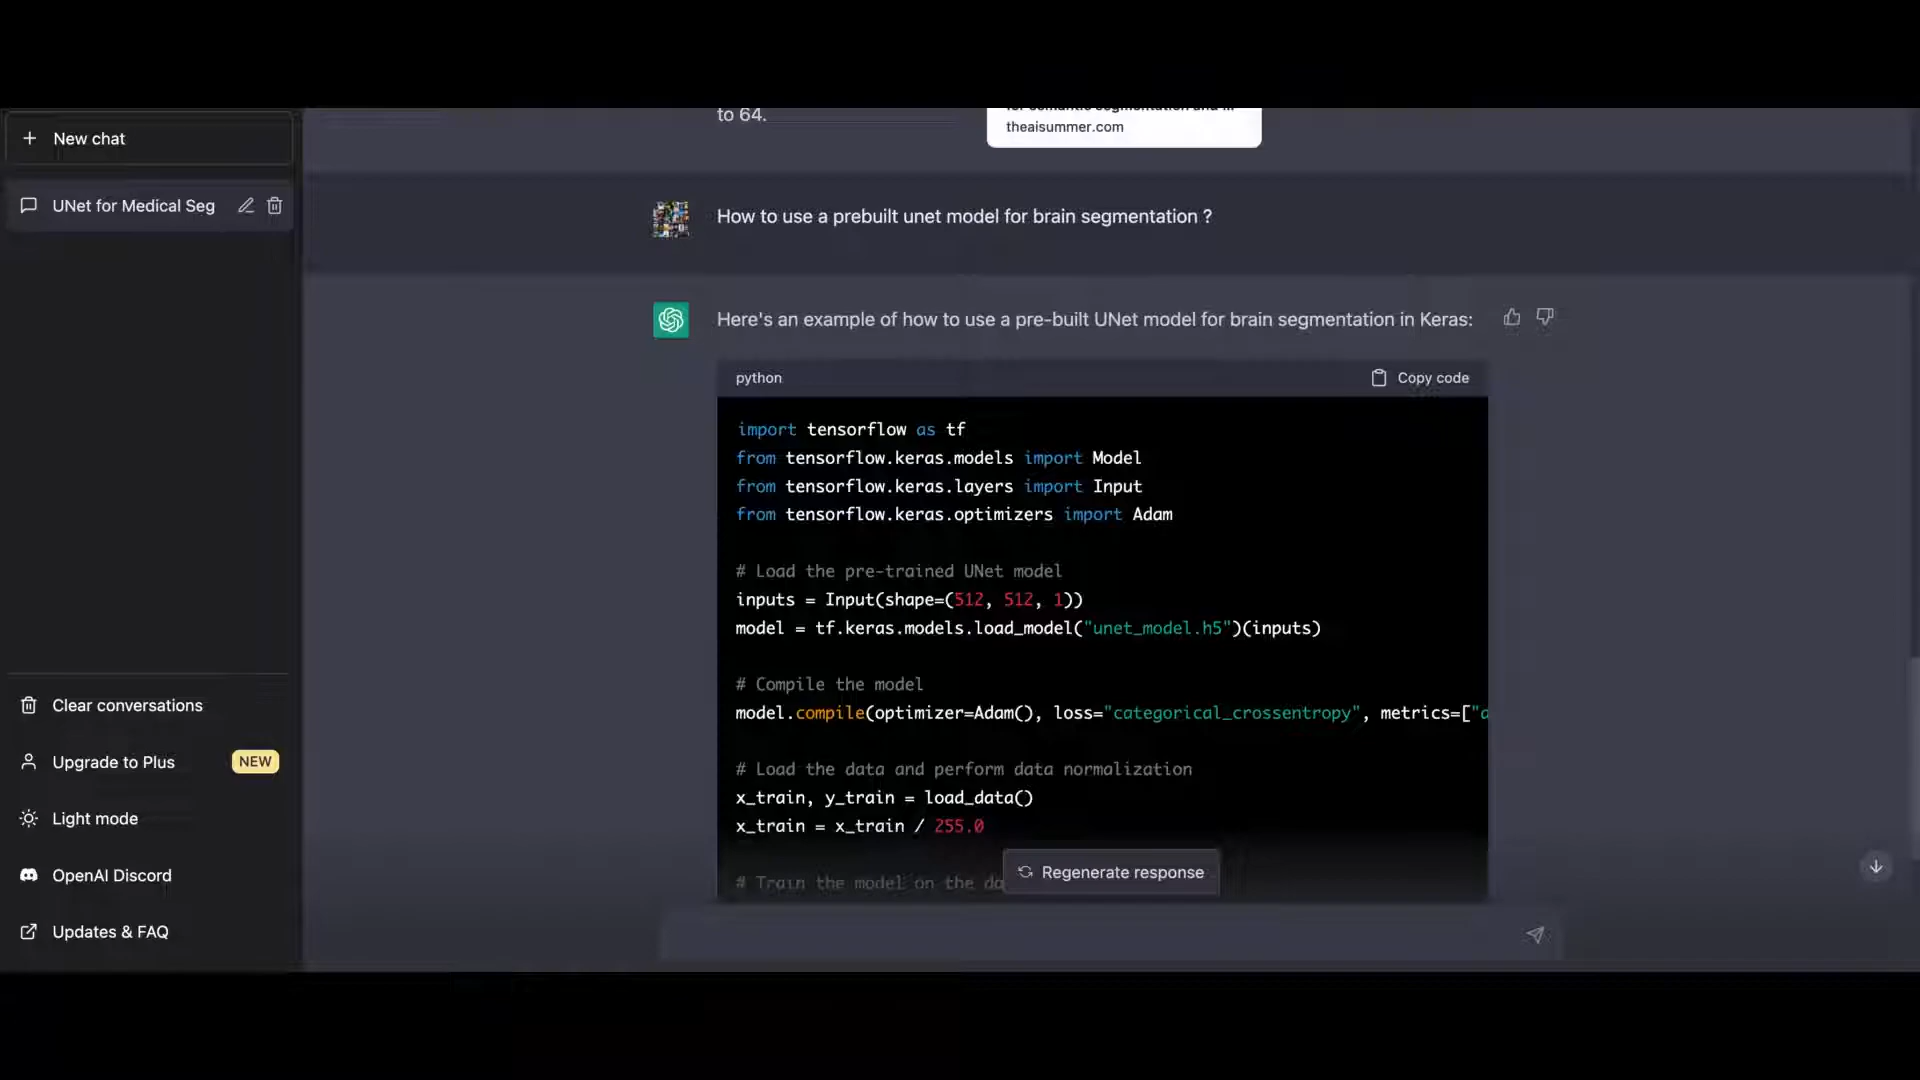 to 64.
theaisummer.com
New chat
UNet for Medical Seg
How to use a prebuilt unet model for brain segmentation ?
Here's an example of how to use a pre-built UNet model for brain segmentation in Keras:
python
Copy code
import tensorflow as tf
from tensorflow.keras.models import Model
from tensorflow.keras.layers import Input
from tensorflow.keras.optimizers import Adam
# Load the pre-trained UNet model
inputs = Input(shape=(512, 512, 1))
model = tf.keras.models.load_model("unet_model.h5")(inputs)
# Compile the model
model.compile(optimizer=Adam(), loss="categorical_crossentropy", metrics=["a
# Load the data and perform data normalization
x_train, y_train = load_data()
x_train = x_train / 255.0
# Train the model on the da
Regenerate response
Clear conversations
Upgrade to Plus
NEW
Light mode
OpenAI Discord
Updates & FAQ